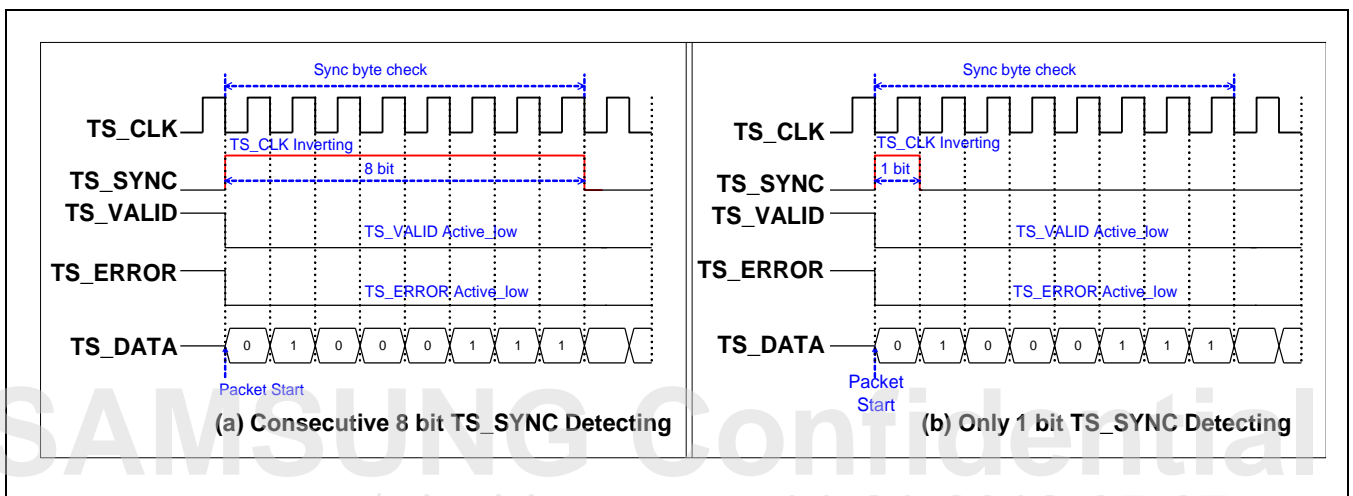 Sync byte check
TS_CLK
TS_CLK Inverting
8 bit
TS_SYNC
TS_VALID
TS_VALID Active_low
TS_ERROR
TS_ERROR Active_low
TS_DATA
0 1 0 0 0 1 1 1
Packet Start
(a) Consecutive 8 bit TS_SYNC Detecting
Sync byte check
TS_CLK
TS_CLK Inverting
1 bit
TS_SYNC
TS_VALID
TS_VALID Active_low
TS_ERROR
TS_ERROR Active_low
TS_DATA
0 1 0 0 0 1 1 1
Packet
Start
(b) Only 1 bit TS_SYNC Detecting
SAMSUNG Confidential